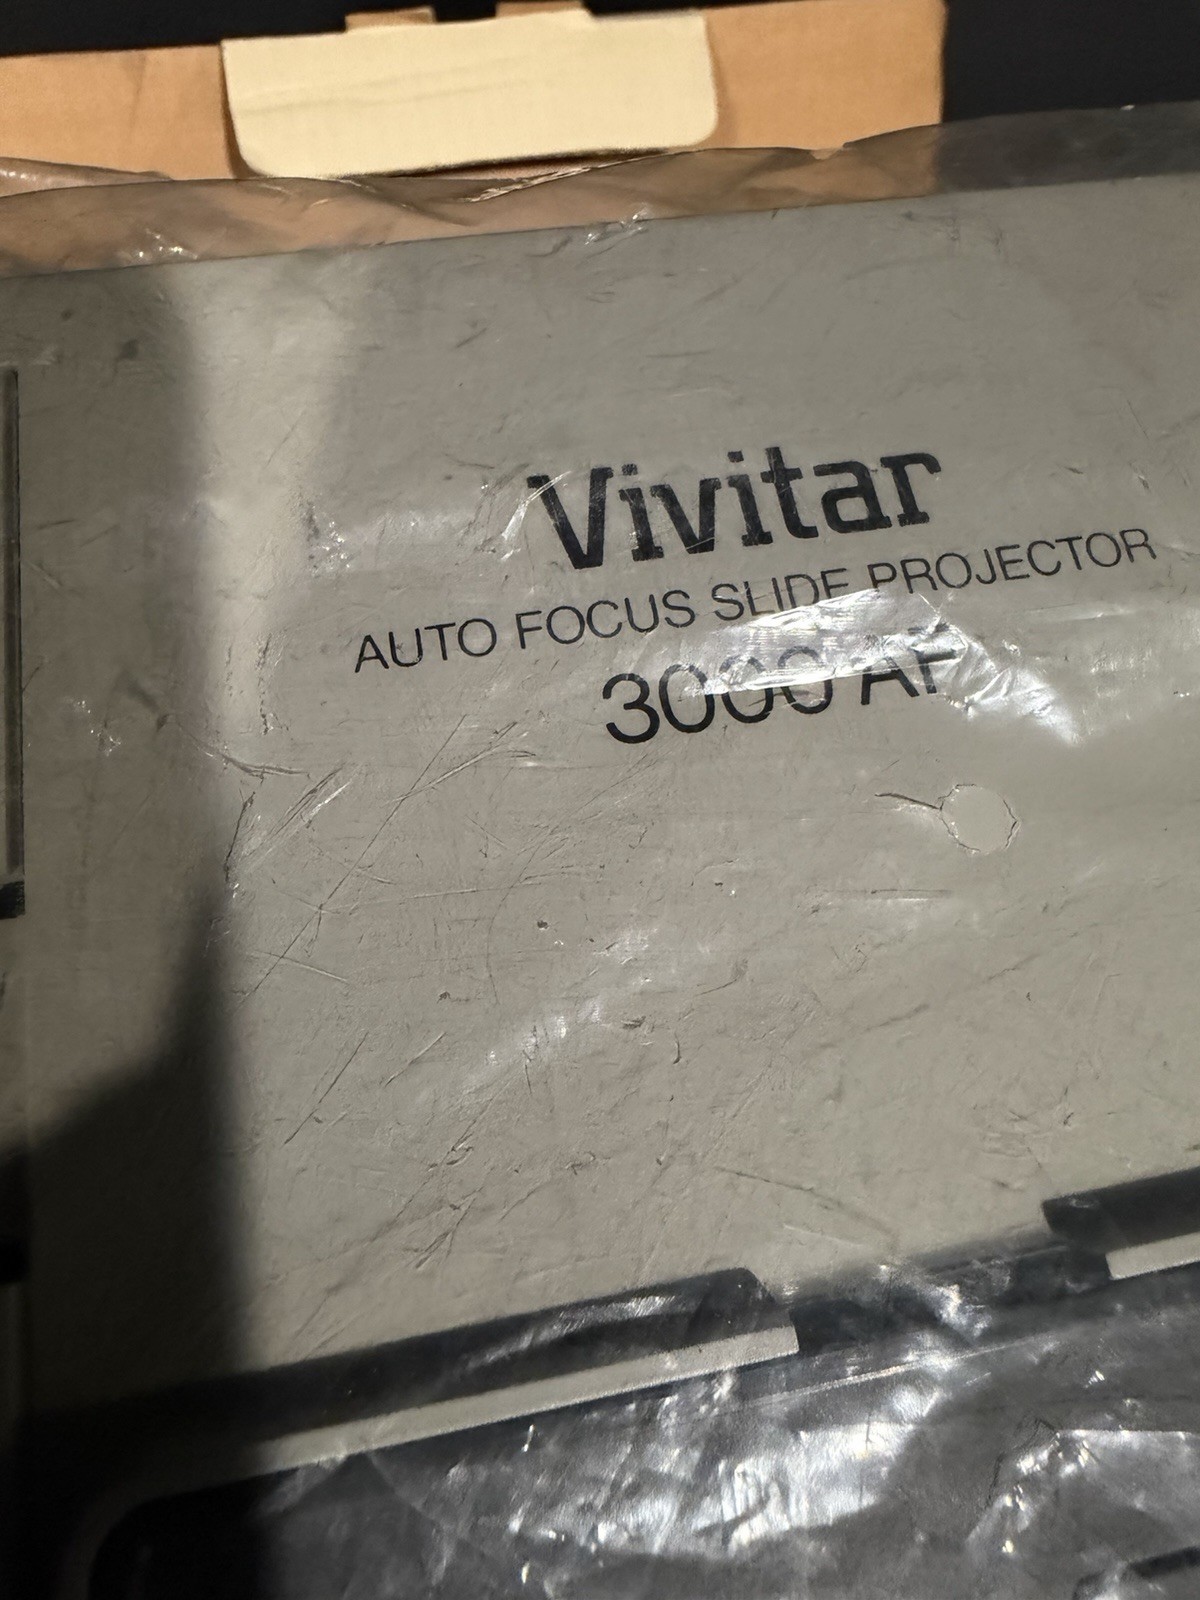 Vivitar
AUTO FOCUS SLIDE PROJECTOR
3000 AF